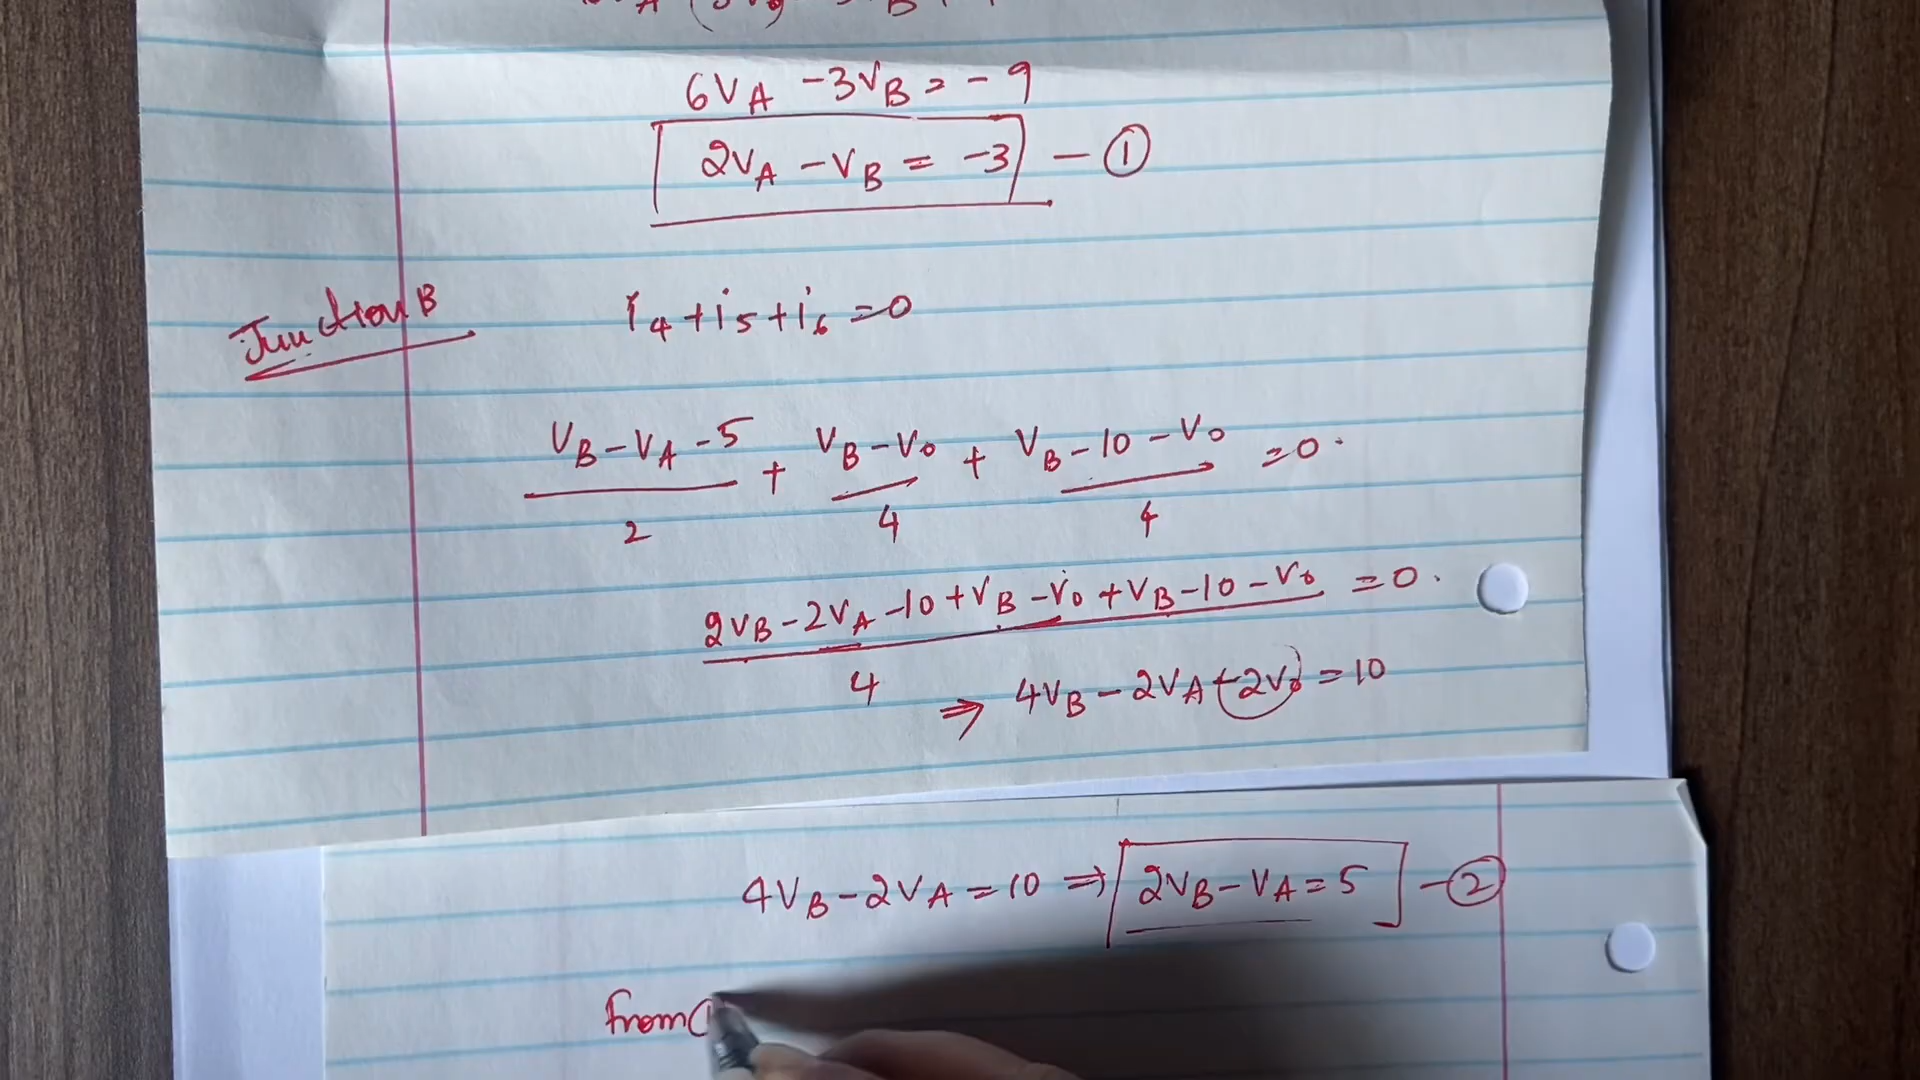 6VA - 3VB = -9
2VA - VB = -3 — ①
Junction B
i4 + i5 + i6 = 0
VB - VA - 5 / 2 + VB - V0 / 4 + VB - 10 - V0 / 4 = 0.
2VB - 2VA - 10 + VB - V0 + VB - 10 - V0 / 4 = 0.
⇒ 4VB - 2VA - 2V0 = 10
4VB - 2VA = 10 ⇒ 2VB - VA = 5 — ②
from